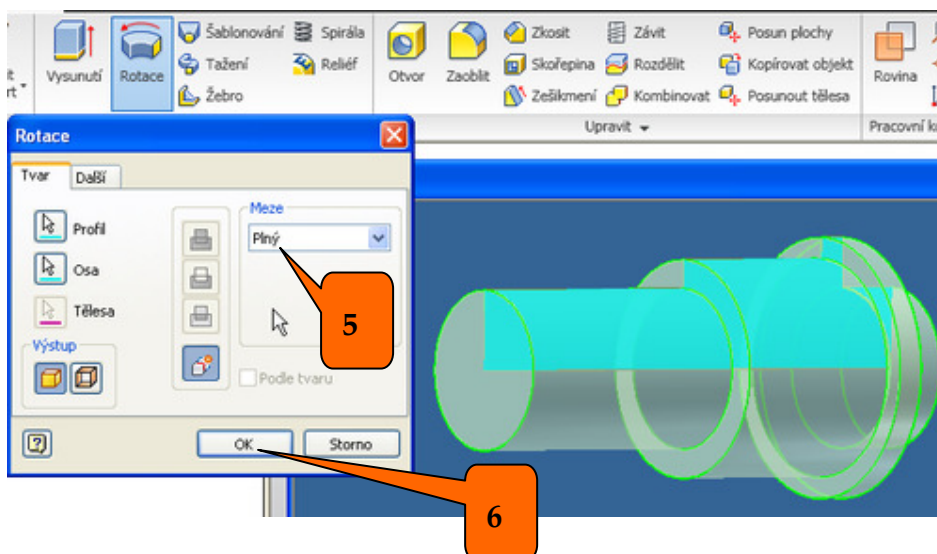 Šablonování Spirála Zkosit Závit Posun plochy
Vysunutí Rotace Tažení Reliéf Otvor Zaoblit Skořepina Rozdělit Kopírovat objekt Rovina
Žebro Zešikmení Kombinovat Posunout tělesa
Upravit
Pracovní
Rotace
Tvar Další
Meze
Profil Plný
Osa
Tělesa 5
Výstup
Podle tvaru
OK Storno
6